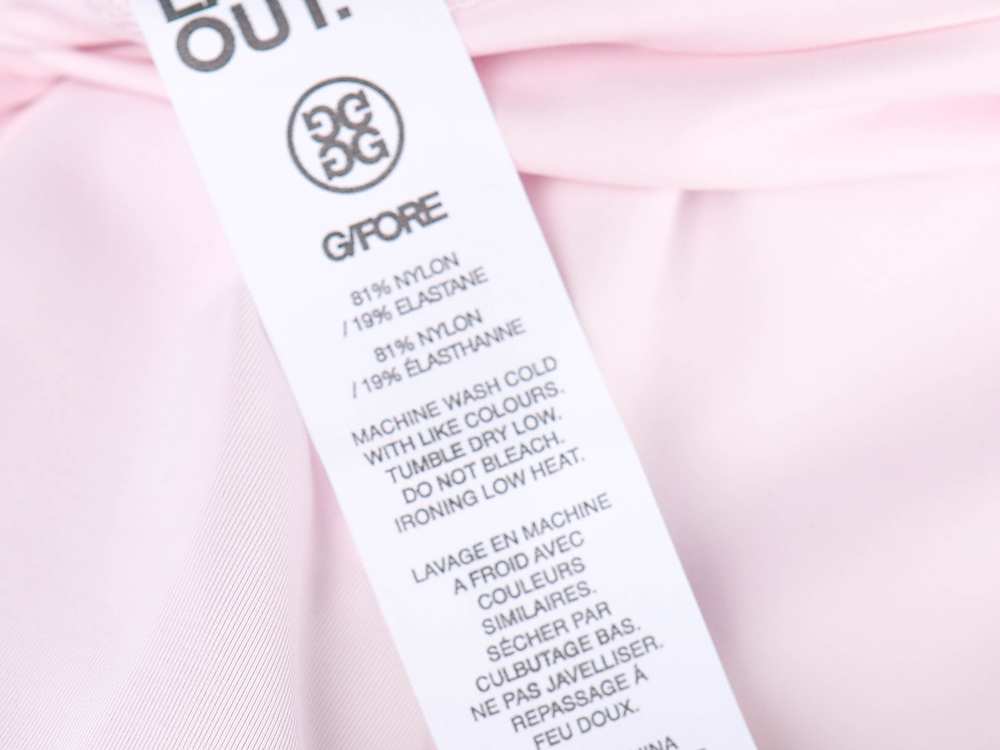 OUT.
G/FORE
81% NYLON
/ 19% ELASTANE
81% NYLON
/ 19% ÉLASTHANNE
MACHINE WASH COLD
WITH LIKE COLOURS.
TUMBLE DRY LOW.
DO NOT BLEACH.
IRONING LOW HEAT.
LAVAGE EN MACHINE
A FROID AVEC
COULEURS
SIMILAIRES.
SÉCHER PAR
CULBUTAGE BAS.
NE PAS JAVELLISER.
REPASSAGE Á
FEU DOUX.